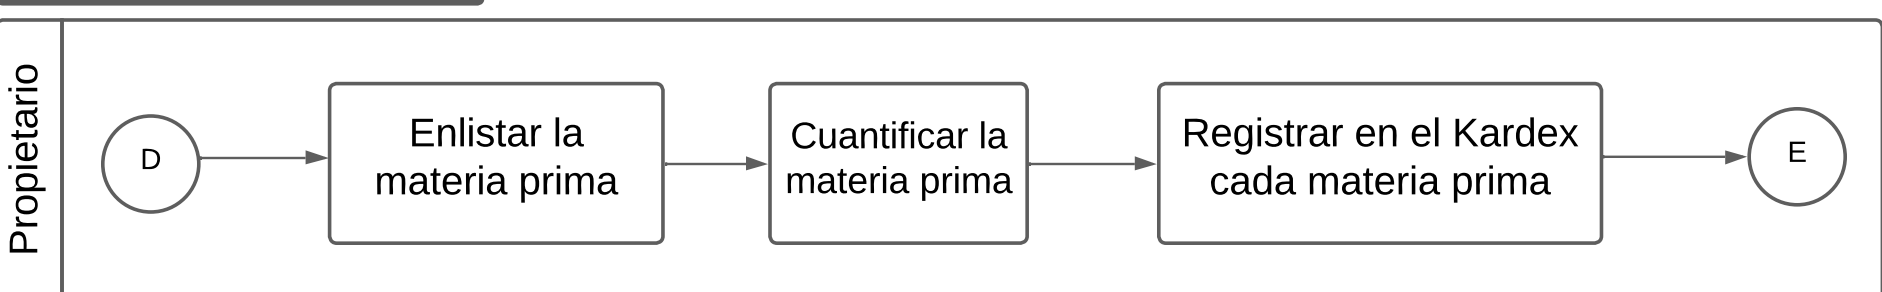 Propietario
D
Enlistar la
materia prima
Cuantificar la
materia prima
Registrar en el Kardex
cada materia prima
E